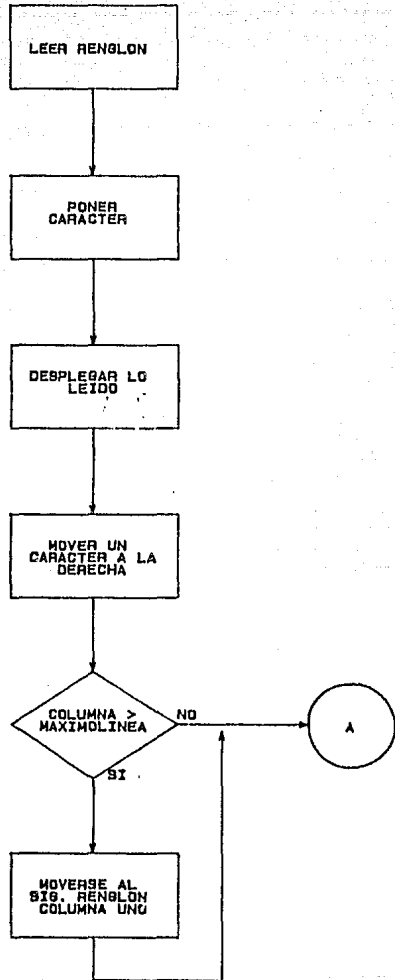 LEER RENGLON
PONER
CARACTER
DESPLEGAR LO
LEIDO
MOVER UN
CARACTER A LA
DERECHA
COLUMNA >
MAXIMOLINEA
NO
A
SI
MOVERSE AL
SIG. RENGLON
COLUMNA UNO